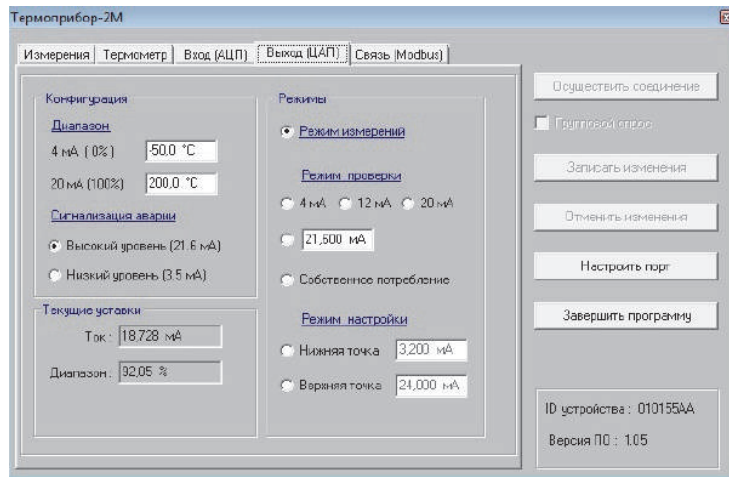 Термоприбор-2М
Измерения Термометр Вход (АЦП) Выход (ЦАП) Связь (Modbus)
Конфигурация
Диапазон
4 мА ( 0% ) -50,0 °C
20 мА (100%) 200,0 °C
Сигнализация аварии
Высокий уровень (21.6 мА)
Низкий уровень (3.5 мА)
Текущие уставки
Ток : 18,728 мА
Диапазон : 92,05 %
Режимы
Режим измерений
Режим проверки
4 мА 12 мА 20 мА
21,600 мА
Собственное потребление
Режим настройки
Нижняя точка 3,200 мА
Верхняя точка 24,000 мА
Осуществить соединение
Групповой опрос
Записать изменения
Отменить изменения
Настроить порт
Завершить программу
ID устройства : 010155AA
Версия ПО : 1.05